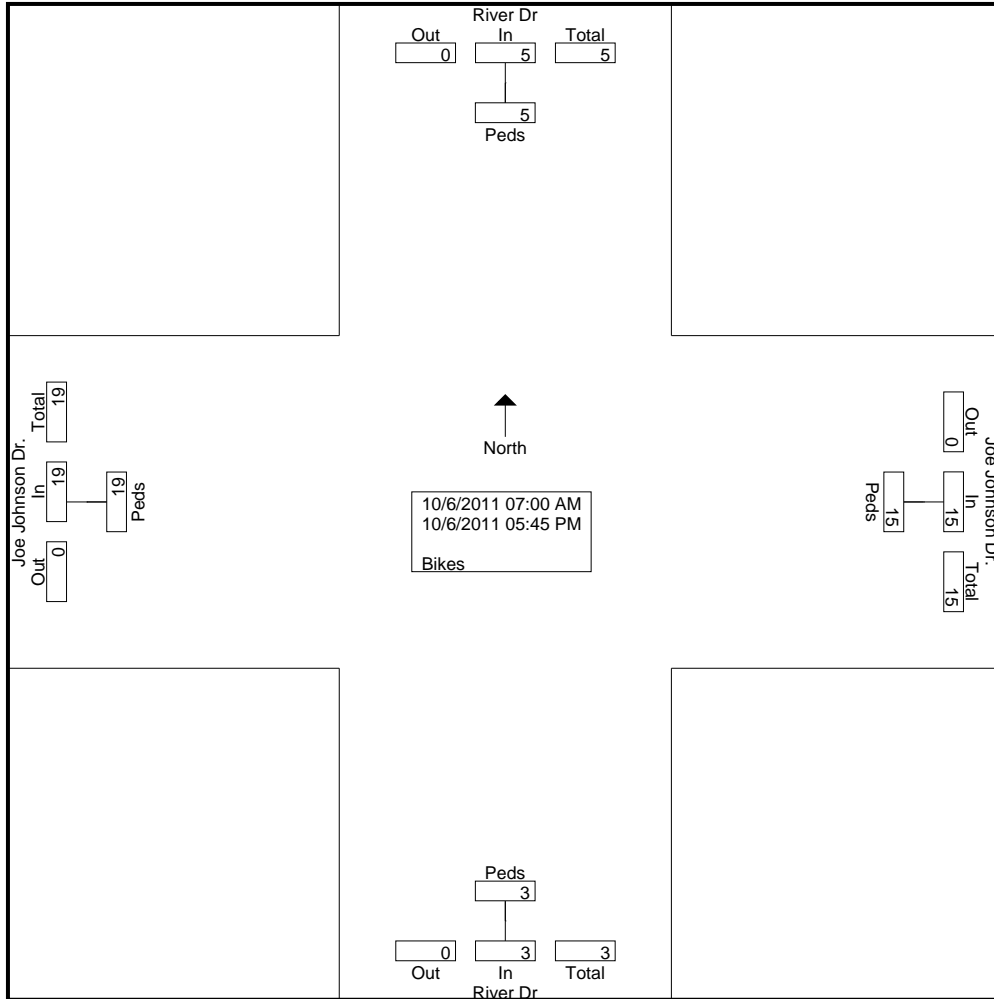 River Dr
Out In Total
0 5 5
5
Peds
Joe Johnson Dr.
Out In Total
0 19 19
19
Peds
North
10/6/2011 07:00 AM
10/6/2011 05:45 PM
Bikes
Joe Johnson Dr.
Out In Total
0 15 15
15
Peds
Peds
3
0 3 3
Out In Total
River Dr